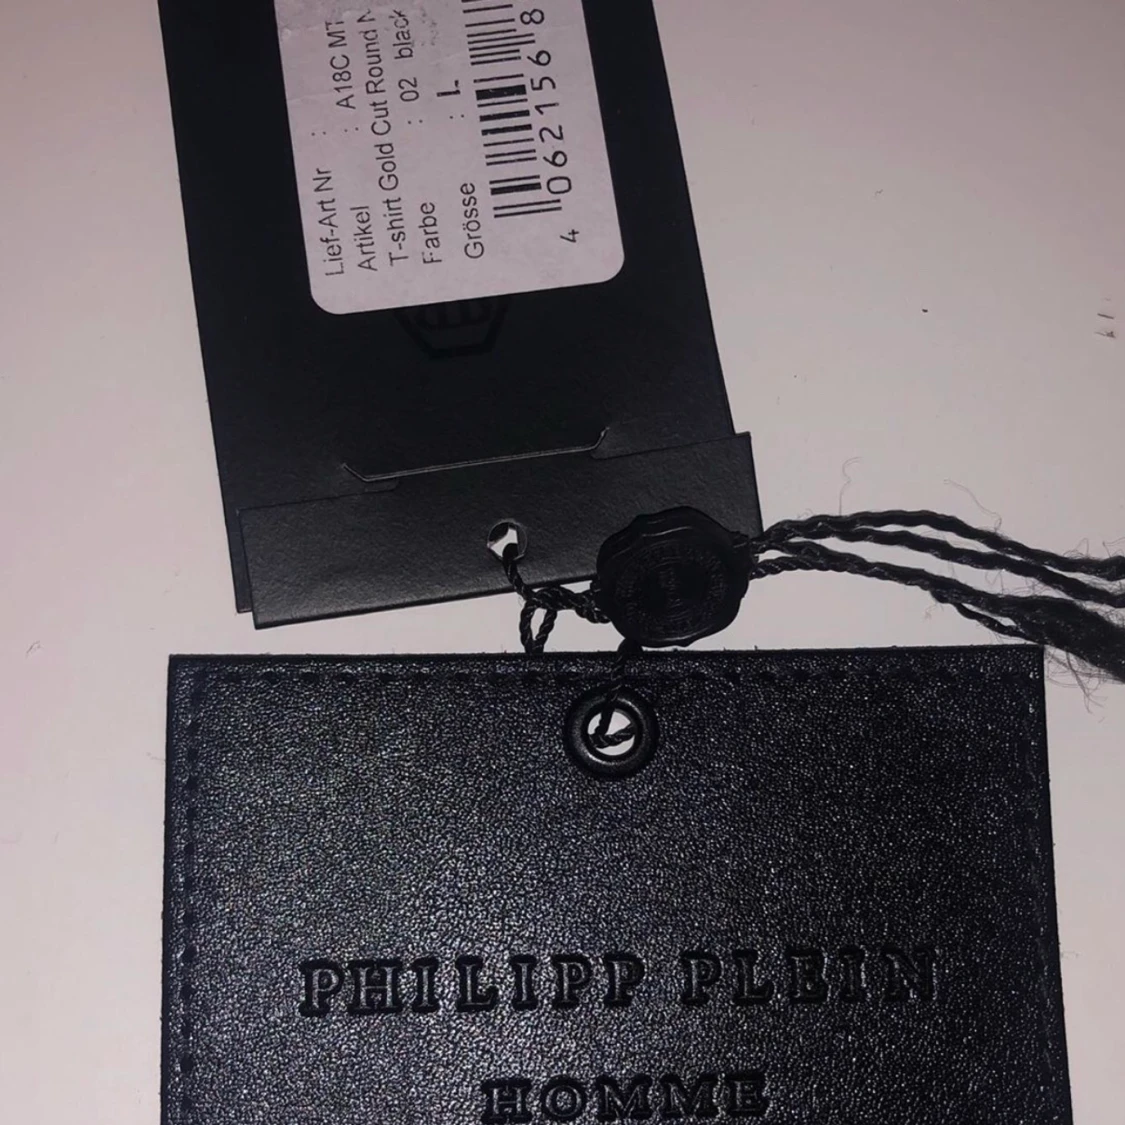 Lief-Art Nr :
Artikel : A18C MT
T-shirt Gold Cut Round
Farbe : 02 black
Grösse : L
4 062156 8
PHILIPP PLEIN
HOMME